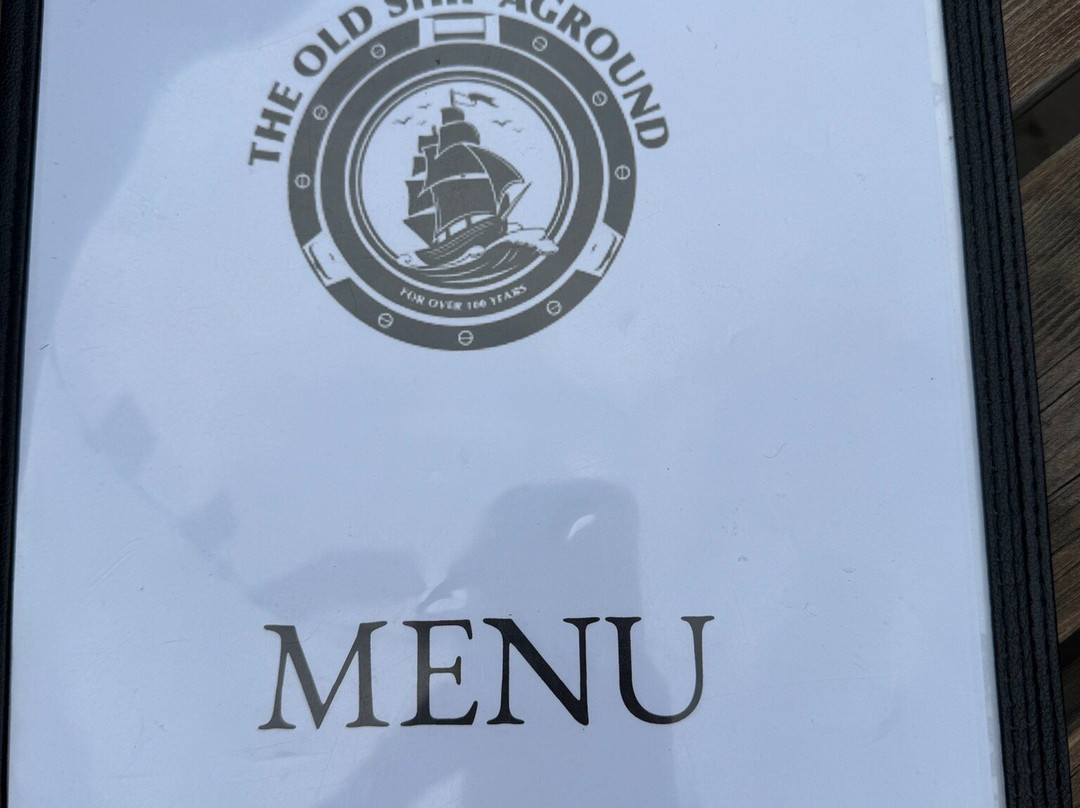 THE OLD SHIP AGROUND
FOR OVER 100 YEARS
MENU